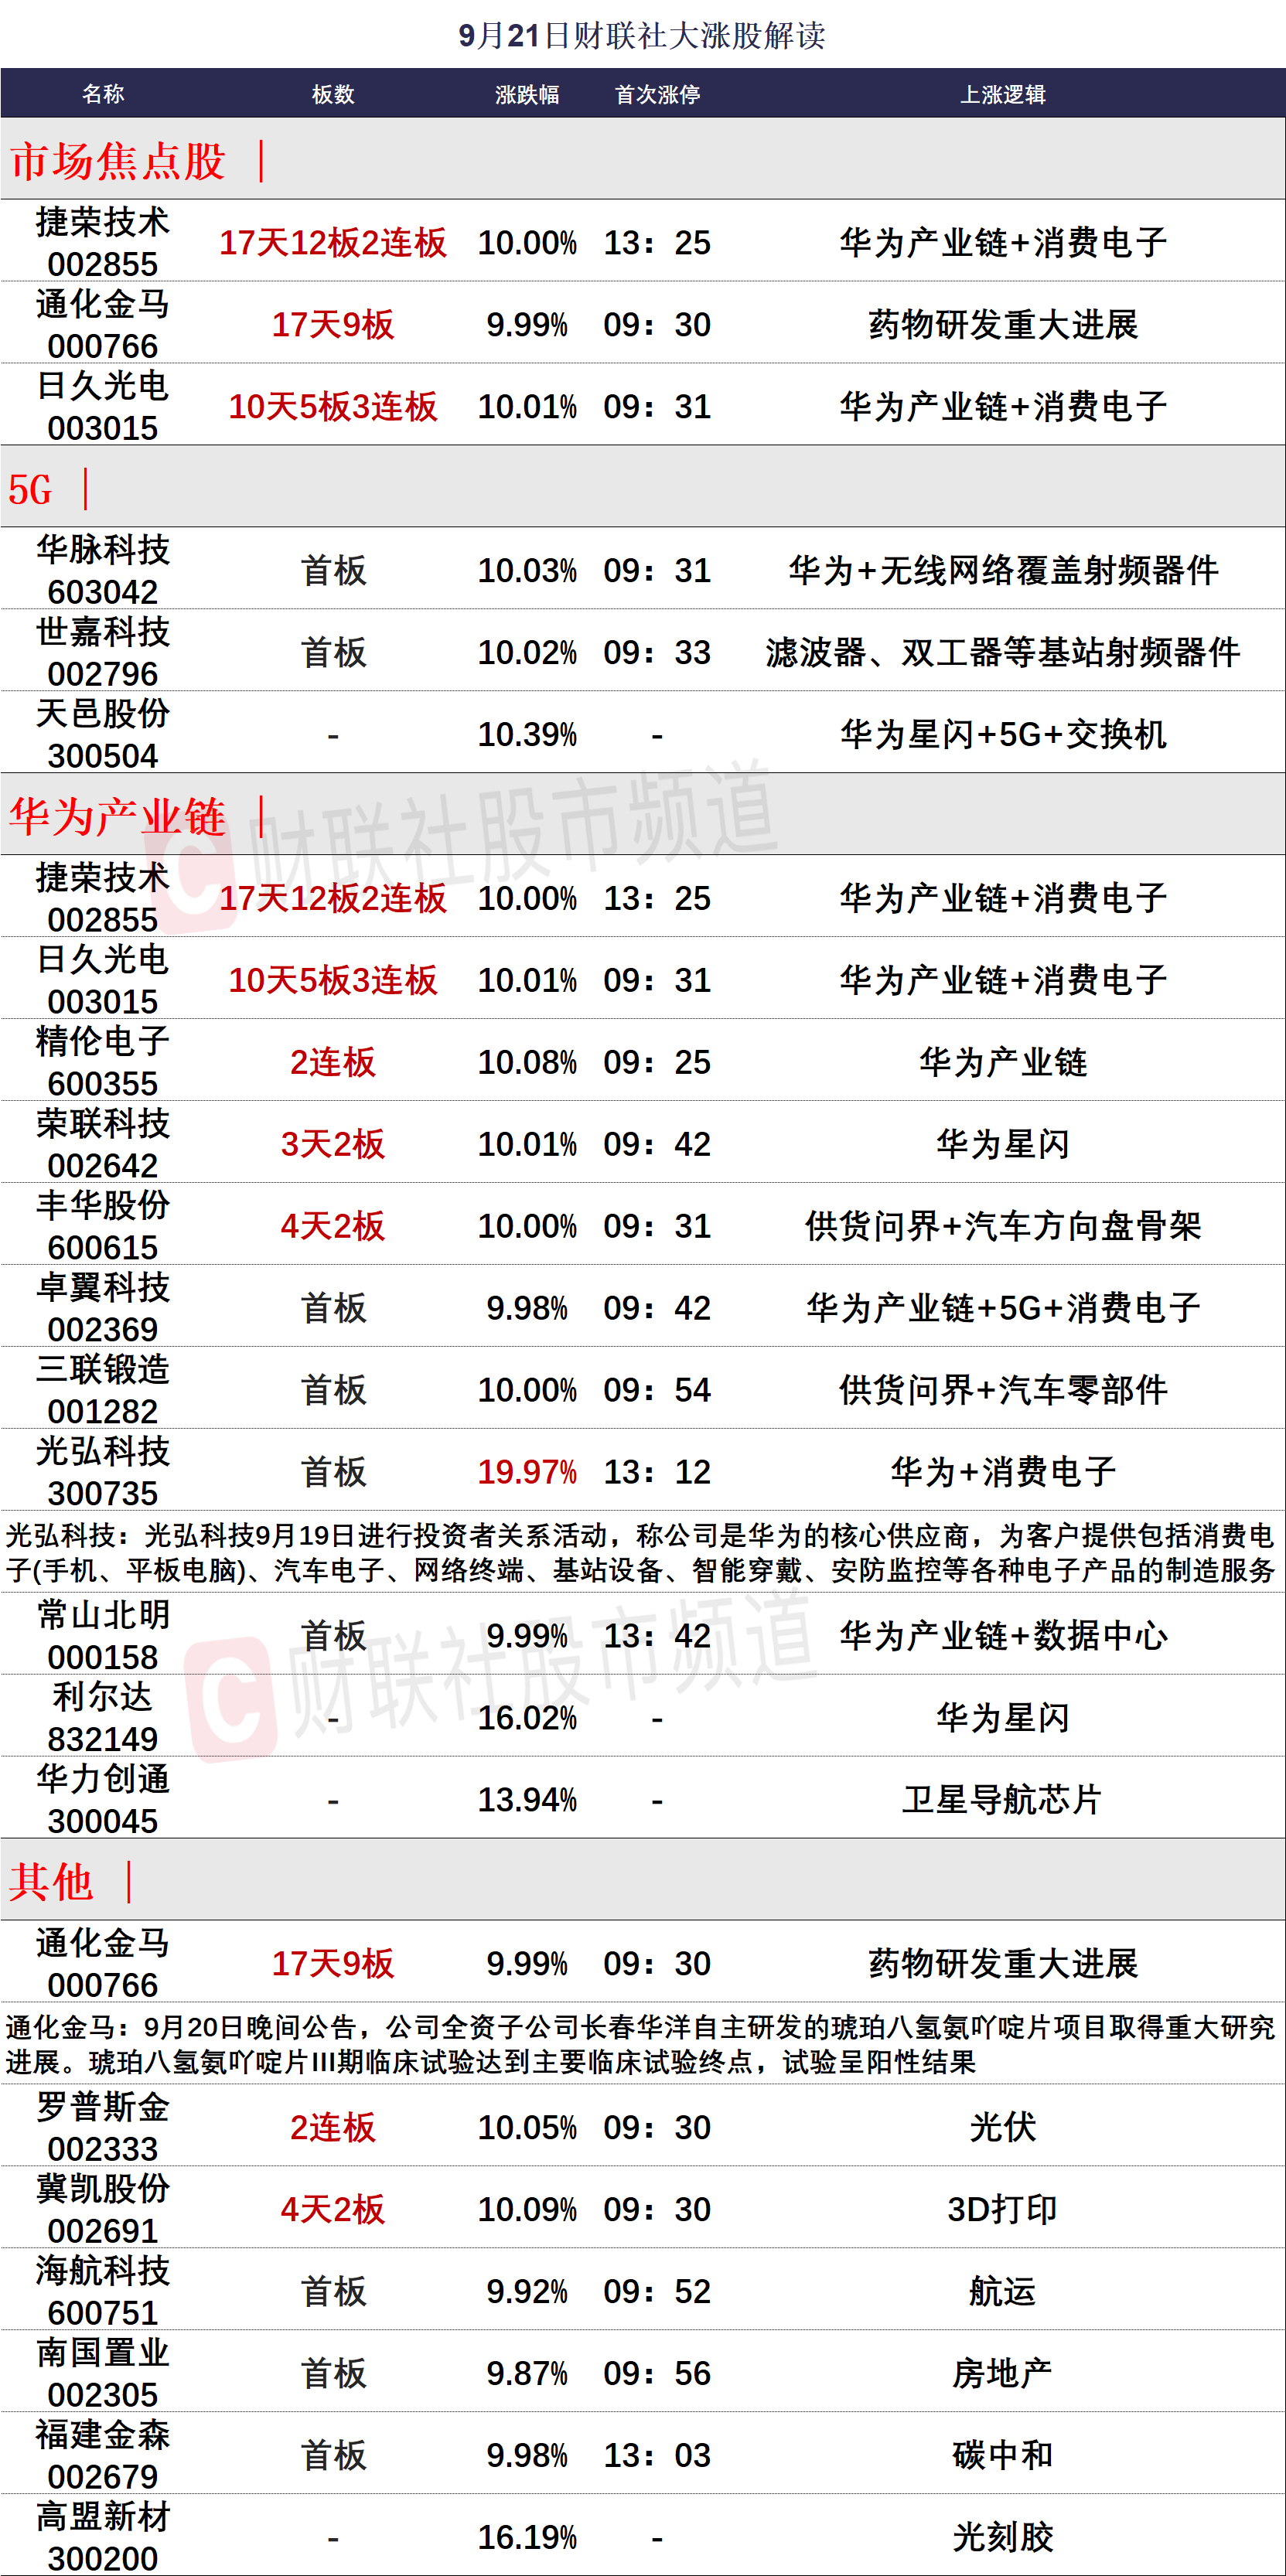 9月21日财联社大涨股解读
名称 板数 涨跌幅 首次涨停 上涨逻辑
市场焦点股 ｜
捷荣技术
002855 17天12板2连板 10.00% 13：25 华为产业链+消费电子
通化金马
000766 17天9板 9.99% 09：30 药物研发重大进展
日久光电
003015 10天5板3连板 10.01% 09：31 华为产业链+消费电子
5G ｜
华脉科技
603042 首板 10.03% 09：31 华为+无线网络覆盖射频器件
世嘉科技
002796 首板 10.02% 09：33 滤波器、双工器等基站射频器件
天邑股份
300504 - 10.39% - 华为星闪+5G+交换机
华为产业链 ｜
财联社股市频道
捷荣技术
002855 17天12板2连板 10.00% 13：25 华为产业链+消费电子
日久光电
003015 10天5板3连板 10.01% 09：31 华为产业链+消费电子
精伦电子
600355 2连板 10.08% 09：25 华为产业链
荣联科技
002642 3天2板 10.01% 09：42 华为星闪
丰华股份
600615 4天2板 10.00% 09：31 供货问界+汽车方向盘骨架
卓翼科技
002369 首板 9.98% 09：42 华为产业链+5G+消费电子
三联锻造
001282 首板 10.00% 09：54 供货问界+汽车零部件
光弘科技
300735 首板 19.97% 13：12 华为+消费电子
光弘科技：光弘科技9月19日进行投资者关系活动，称公司是华为的核心供应商，为客户提供包括消费电
子(手机、平板电脑)、汽车电子、网络终端、基站设备、智能穿戴、安防监控等各种电子产品的制造服务
常山北明
000158 首板 9.99% 13：42 华为产业链+数据中心
财联社股市频道
利尔达
832149 - 16.02% - 华为星闪
华力创通
300045 - 13.94% - 卫星导航芯片
其他 ｜
通化金马
000766 17天9板 9.99% 09：30 药物研发重大进展
通化金马：9月20日晚间公告，公司全资子公司长春华洋自主研发的琥珀八氢氨吖啶片项目取得重大研究
进展。琥珀八氢氨吖啶片III期临床试验达到主要临床试验终点，试验呈阳性结果
罗普斯金
002333 2连板 10.05% 09：30 光伏
冀凯股份
002691 4天2板 10.09% 09：30 3D打印
海航科技
600751 首板 9.92% 09：52 航运
南国置业
002305 首板 9.87% 09：56 房地产
福建金森
002679 首板 9.98% 13：03 碳中和
高盟新材
300200 - 16.19% - 光刻胶